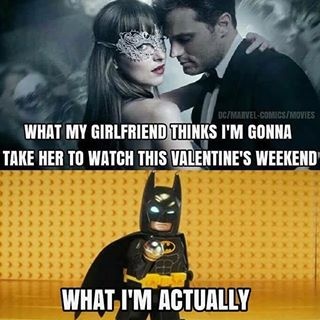 DC/MARVEL-COMICS/MOVIES
WHAT MY GIRLFRIEND THINKS I'M GONNA
TAKE HER TO WATCH THIS VALENTINE'S WEEKEND
WHAT I'M ACTUALLY